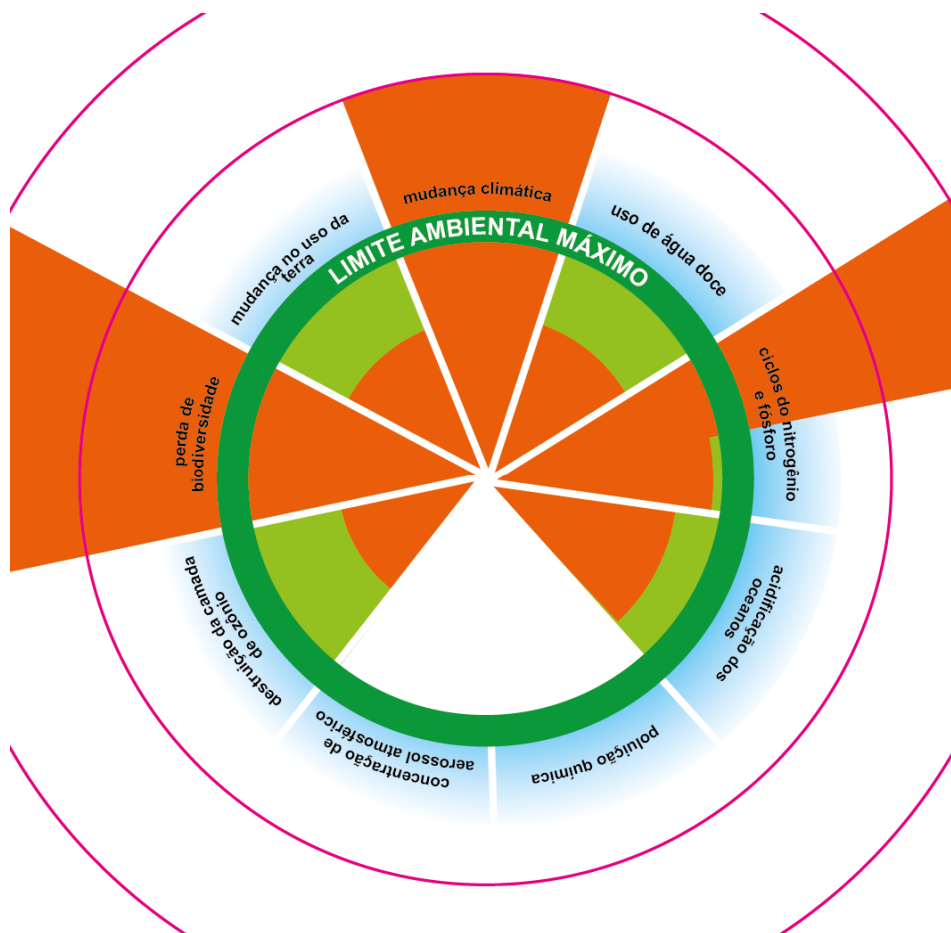 mudança climática
LIMITE AMBIENTAL MÁXIMO
uso de água doce
ciclos do nitrogênio
e fósforo
acidificação dos
oceanos
poluição química
concentração de
aerossol atmosférico
destruição da camada
de ozônio
perda de
biodiversidade
mudança no uso da
terra